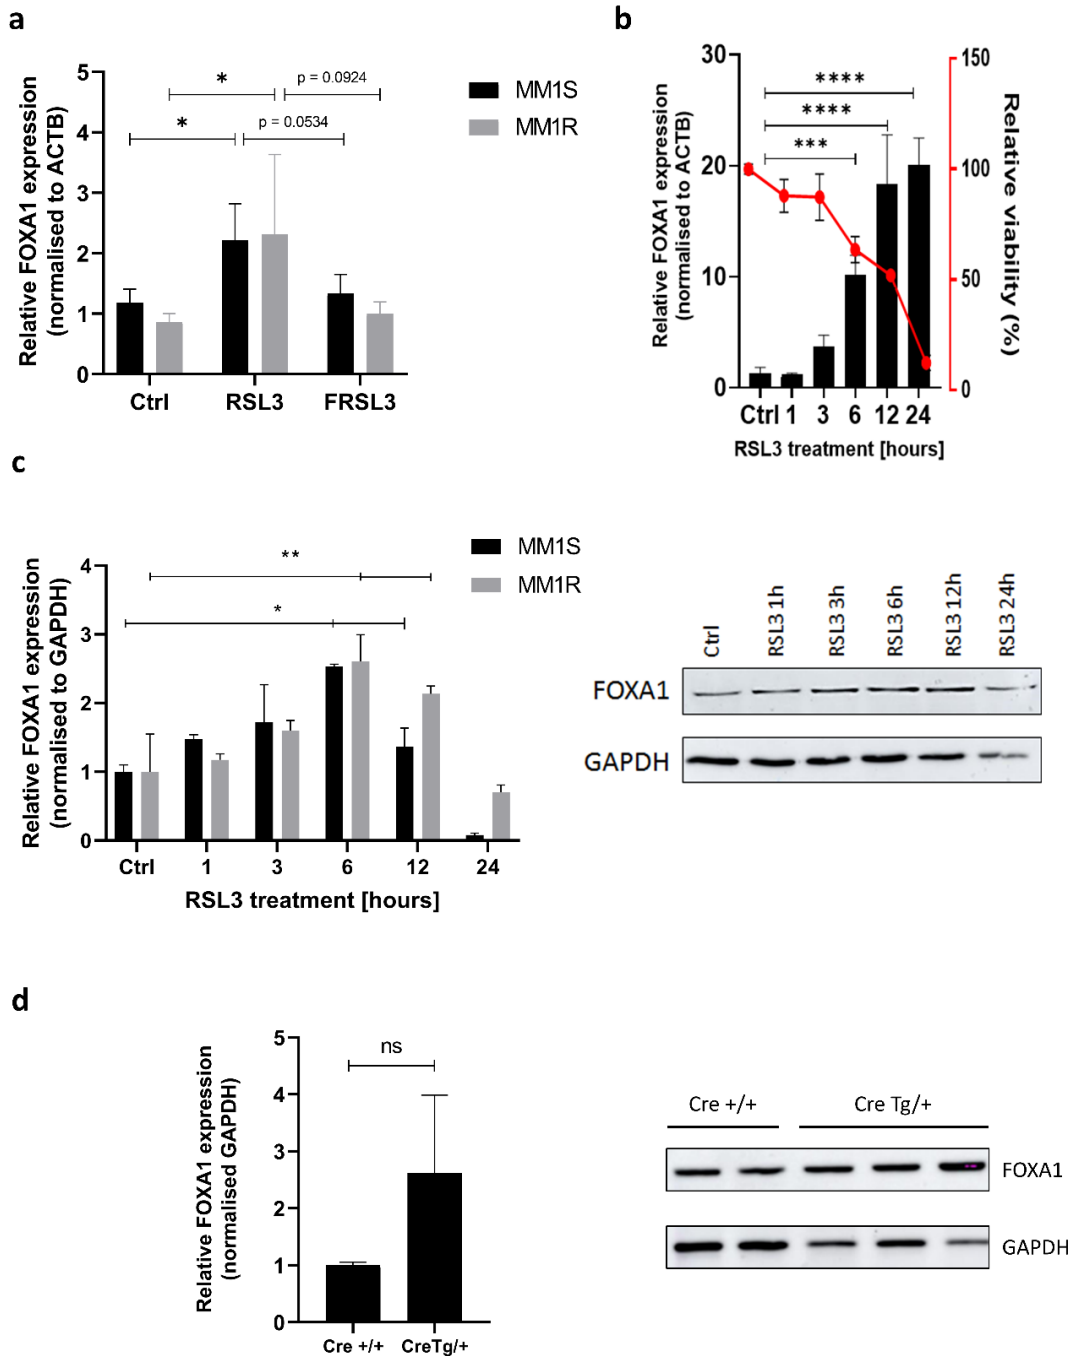 a
Relative FOXA1 expression
(normalised to ACTB)
5
4
3
2
1
0
*
*
p = 0.0924
p = 0.0534
MM1S
MM1R
Ctrl RSL3 FRSL3
b
Relative FOXA1 expression
(normalised to ACTB)
30
20
10
0
****
****
***
150
100
50
0
Relative viability (%)
Ctrl 1 3 6 12 24
RSL3 treatment [hours]
c
Relative FOXA1 expression
(normalised to GAPDH)
4
3
2
1
0
**
*
MM1S
MM1R
Ctrl 1 3 6 12 24
RSL3 treatment [hours]
Ctrl
RSL3 1h
RSL3 3h
RSL3 6h
RSL3 12h
RSL3 24h
FOXA1
GAPDH
d
Relative FOXA1 expression
(normalised GAPDH)
5
4
3
2
1
0
ns
Cre +/+ CreTg/+
Cre +/+ Cre Tg/+
FOXA1
GAPDH